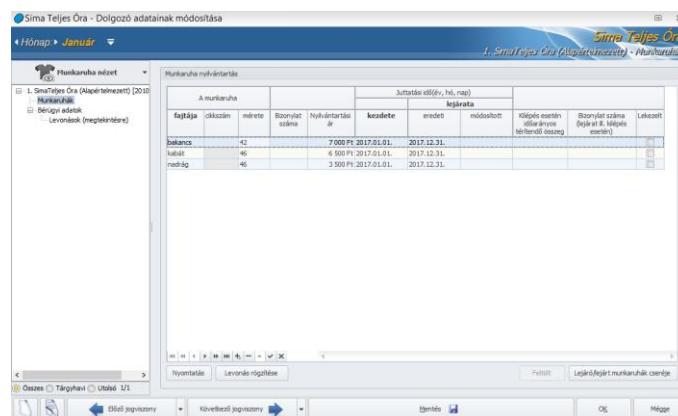 Sima Teljes Óra - Dolgozó adatainak módosítása
Hónap: Január
Sima Teljes Ór
1. SimaTeljes Óra (Alapértelmezett) - Munkaruha
Munkaruha nézet
1. SimaTeljes Óra (Alapértelmezett) [2010
Munkaruhák
Bérügyi adatok
Levonások (megtekintésre)
Munkaruha nyilvántartás
A munkaruha
Juttatási idő(év, hó, nap)
lejárata
fajtája cikkszám mérete Bizonylat száma Nyilvántartási ár kezdete eredeti módosított Kilépés esetén időarányos térítendő összeg Bizonylat száma (lejárat ill. kilépés esetén) Lekezelt
bakancs 42 7 000 Ft 2017.01.01. 2017.12.31.
kabát 46 6 500 Ft 2017.01.01. 2017.12.31.
nadrág 46 3 500 Ft 2017.01.01. 2017.12.31.
Nyomtatás Levonás rögzítése Feltölt Lejáró/lejárt munkaruhák cseréje
Összes Tárgyhavi Utolsó 1/1
Előző jogviszony Következő jogviszony Mentés OK Mégse